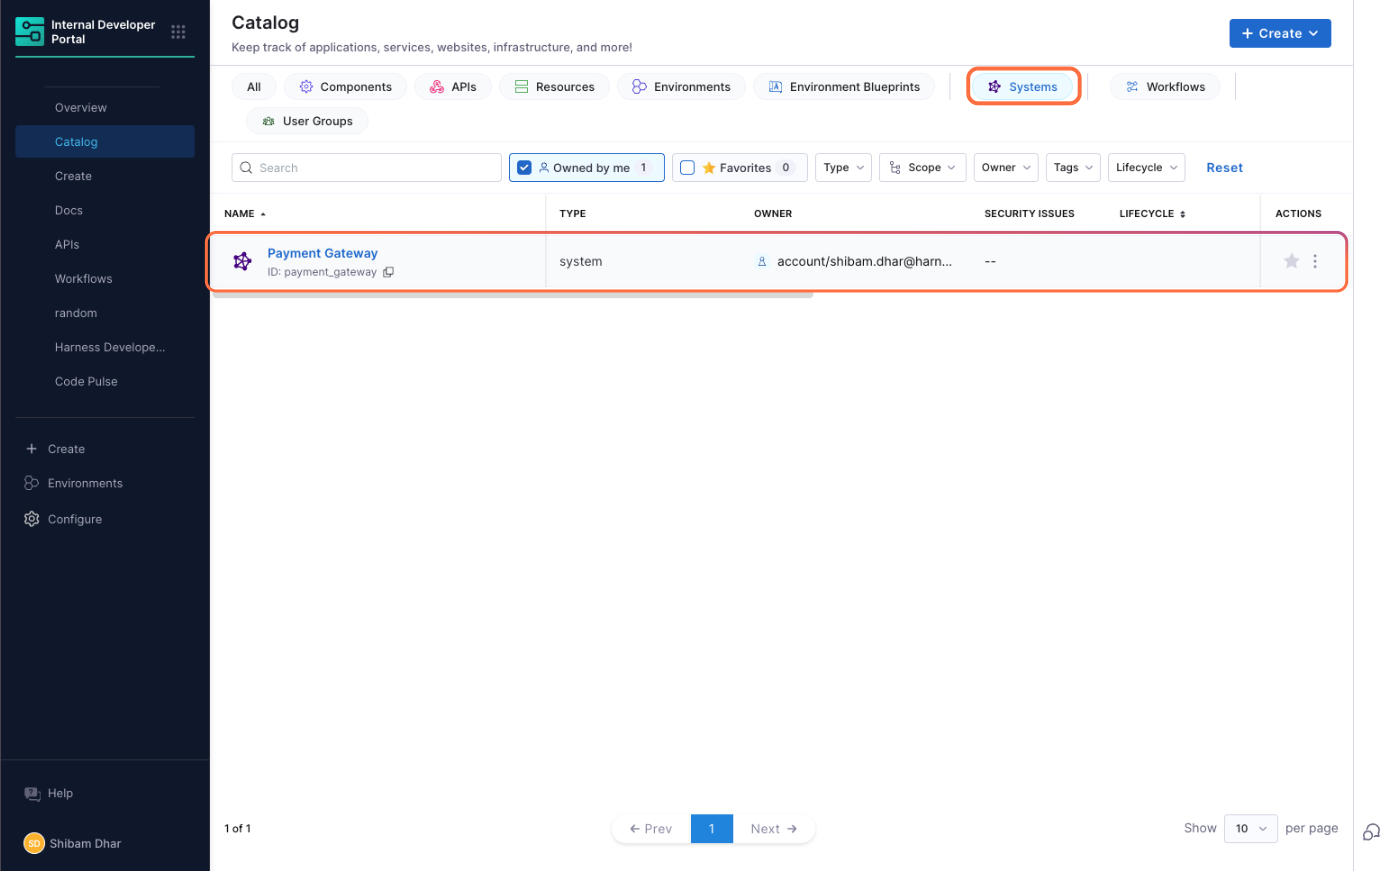 Internal Developer
Portal
Overview
Catalog
Create
Docs
APIs
Workflows
random
Harness Develope...
Code Pulse
Create
Environments
Configure
Help
SD Shibam Dhar
Catalog
Keep track of applications, services, websites, infrastructure, and more!
+ Create
All Components APIs Resources Environments Environment Blueprints Systems Workflows
User Groups
Search Owned by me 1 Favorites 0 Type Scope Owner Tags Lifecycle Reset
NAME TYPE OWNER SECURITY ISSUES LIFECYCLE ACTIONS
Payment Gateway
ID: payment_gateway
system account/shibam.dhar@harn... --
1 of 1 ← Prev 1 Next → Show 10 per page